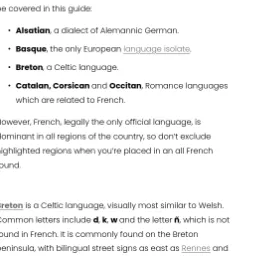 be covered in this guide:
• Alsatian, a dialect of Alemannic German.
• Basque, the only European language isolate.
• Breton, a Celtic language.
• Catalan, Corsican and Occitan, Romance languages
which are related to French.
However, French, legally the only official language, is
dominant in all regions of the country, so don't exclude
highlighted regions when you're placed in an all French
round.
Breton is a Celtic language, visually most similar to Welsh.
Common letters include d, k, w and the letter ñ, which is not
found in French. It is commonly found on the Breton
peninsula, with bilingual street signs as east as Rennes and